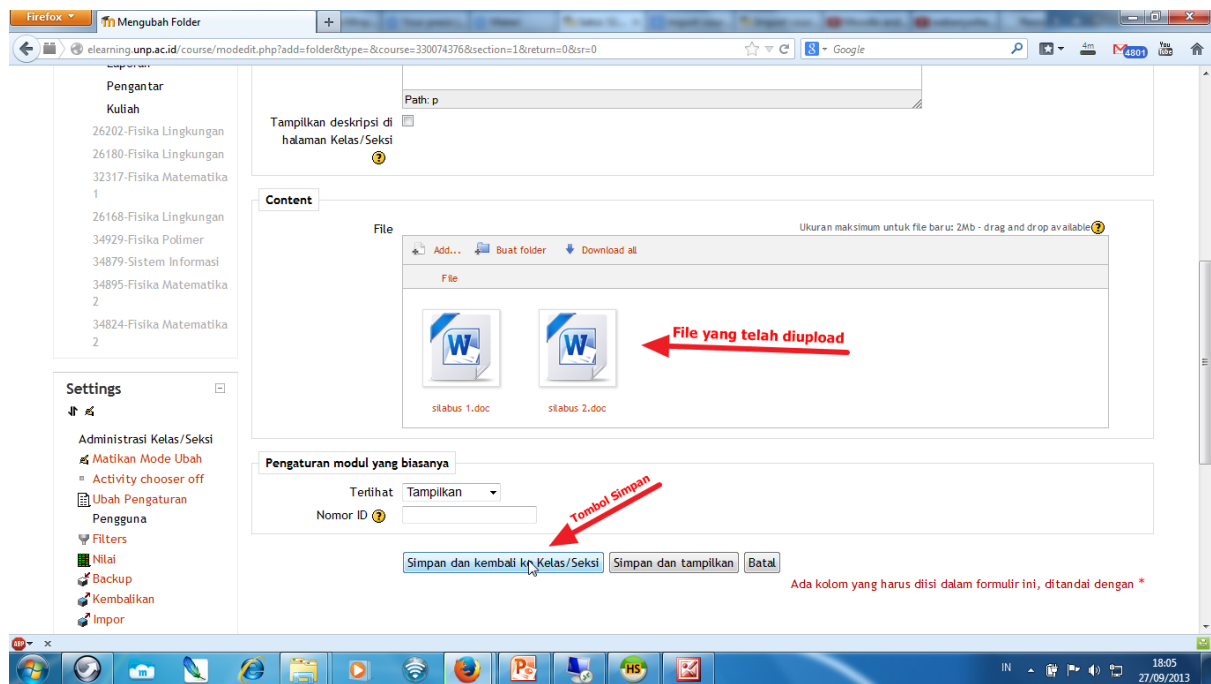 Firefox
Mengubah Folder
elearning.unp.ac.id/course/modedit.php?add=folder&type=&course=330074376&section=1&return=0&sr=0
Google
4m
4801
You
Tube
Laporan
Pengantar
Kuliah
26202-Fisika Lingkungan
26180-Fisika Lingkungan
32317-Fisika Matematika
1
26168-Fisika Lingkungan
34929-Fisika Polimer
34879-Sistem Informasi
34895-Fisika Matematika
2
34824-Fisika Matematika
2
Settings
Administrasi Kelas/Seksi
Matikan Mode Ubah
Activity chooser off
Ubah Pengaturan
Pengguna
Filters
Nilai
Backup
Kembalikan
Impor
Path: p
Tampilkan deskripsi di
halaman Kelas/Seksi
Content
File
Ukuran maksimum untuk file baru: 2Mb - drag and drop available
Add... Buat folder Download all
File
silabus 1.doc silabus 2.doc
File yang telah diupload
Pengaturan modul yang biasanya
Terlihat Tampilkan
Nomor ID
Tombol Simpan
Simpan dan kembali ke Kelas/Seksi Simpan dan tampilkan Batal
Ada kolom yang harus diisi dalam formulir ini, ditandai dengan *
ABP
HS
IN
18:05
27/09/2013